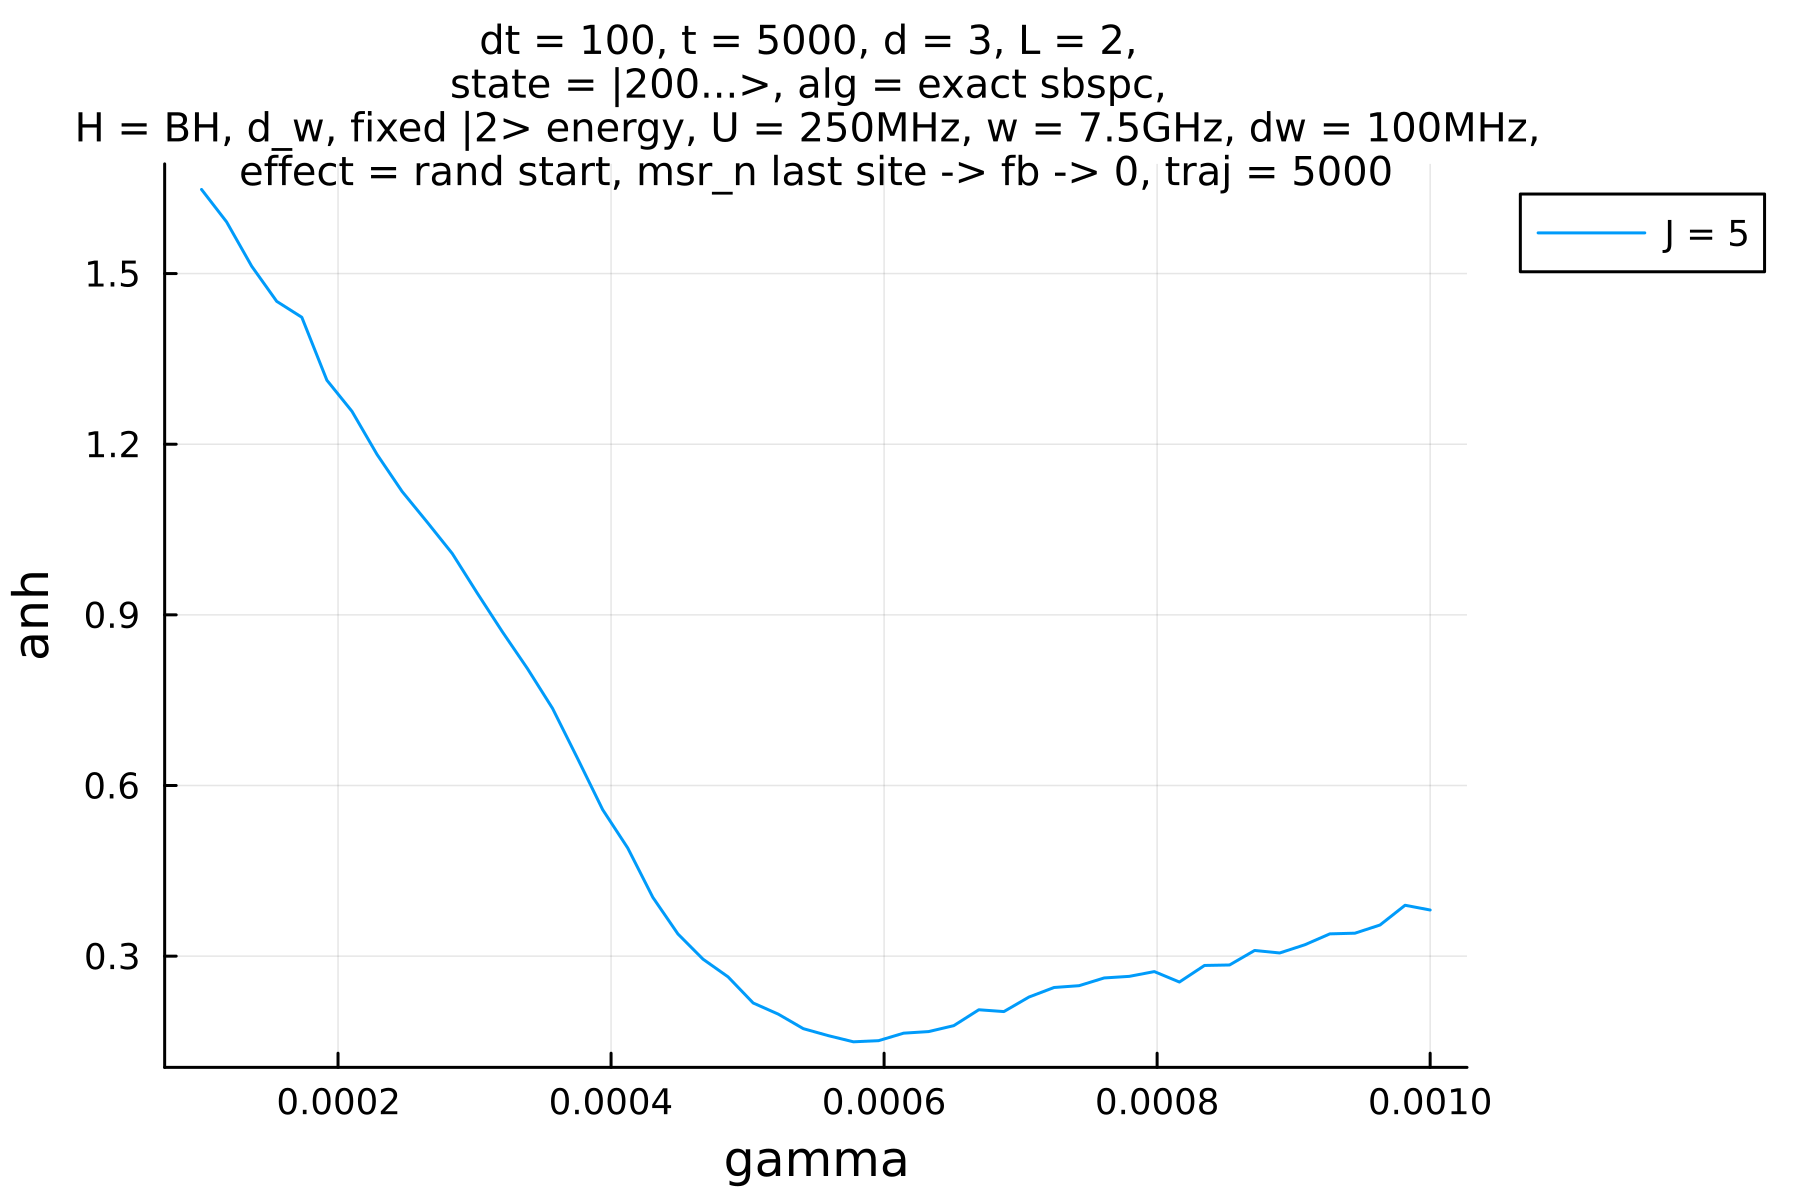 dt = 100, t = 5000, d = 3, L = 2,
state = |200...>, alg = exact sbspc,
H = BH, d_w, fixed |2> energy, U = 250MHz, w = 7.5GHz, dw = 100MHz,
effect = rand start, msr_n last site -> fb -> 0, traj = 5000
J = 5
1.5
1.2
0.9
0.6
0.3
anh
0.0002
0.0004
0.0006
0.0008
0.0010
gamma